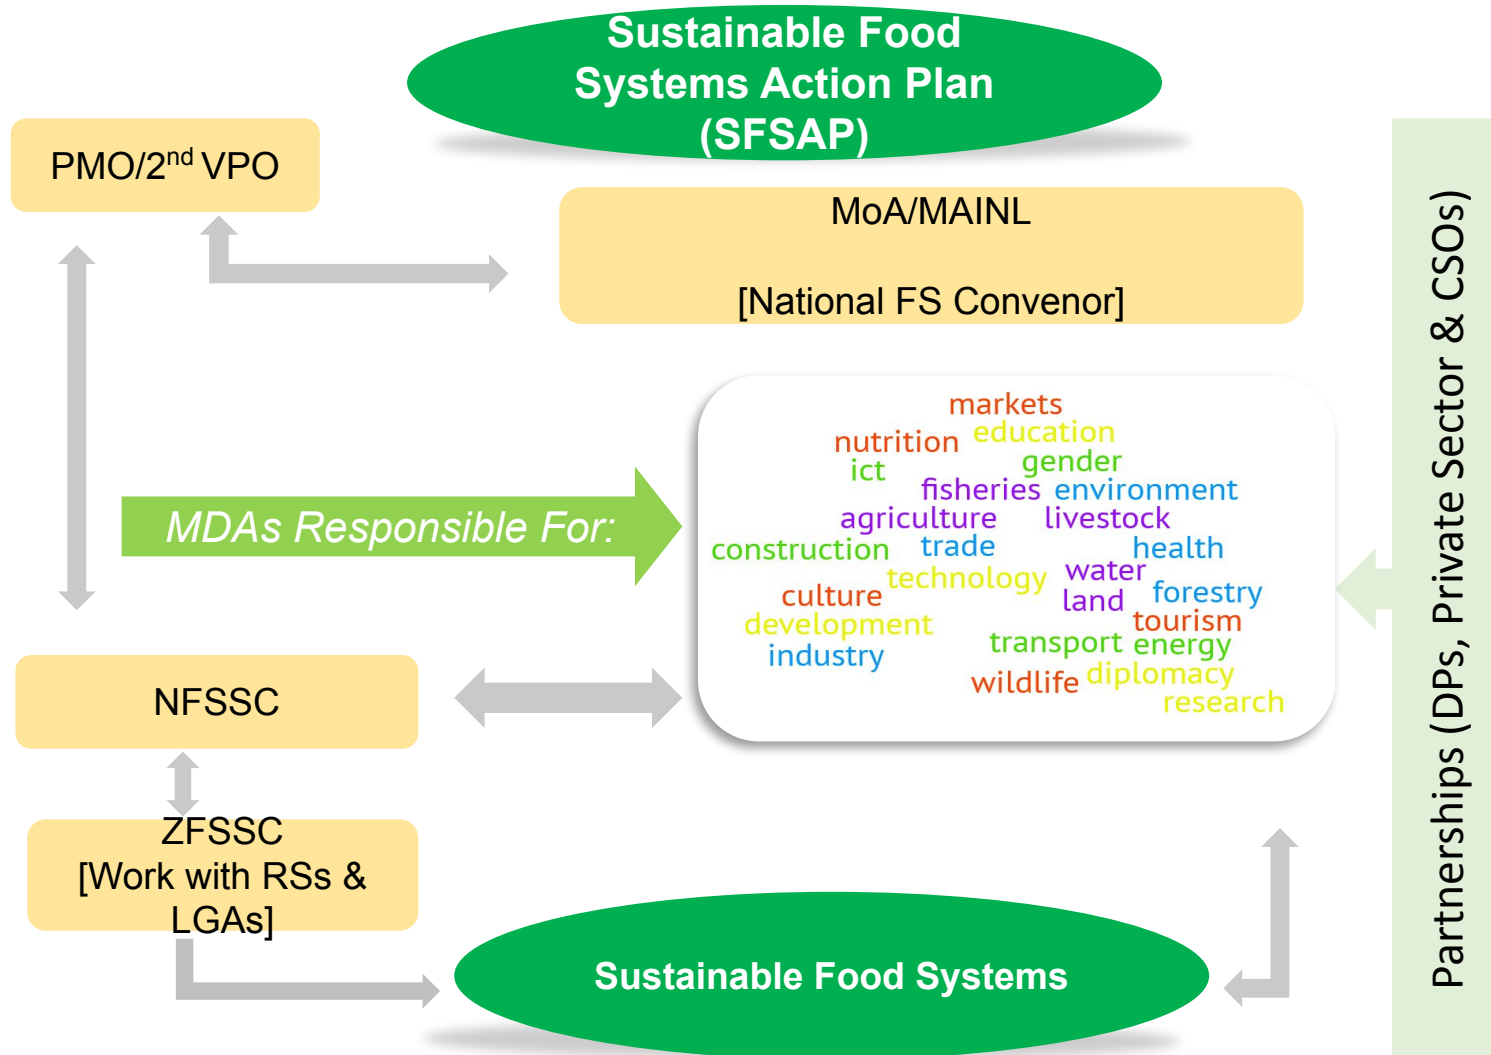 Sustainable Food
Systems Action Plan
(SFSAP)
PMO/2nd VPO
MoA/MAINL
[National FS Convenor]
MDAs Responsible For:
markets
nutrition education
ict gender
fisheries environment
agriculture livestock
construction trade health
technology water
culture land forestry
development tourism
industry transport energy
wildlife diplomacy
research
NFSSC
ZFSSC
[Work with RSs &
LGAs]
Sustainable Food Systems
Partnerships (DPs, Private Sector & CSOs)